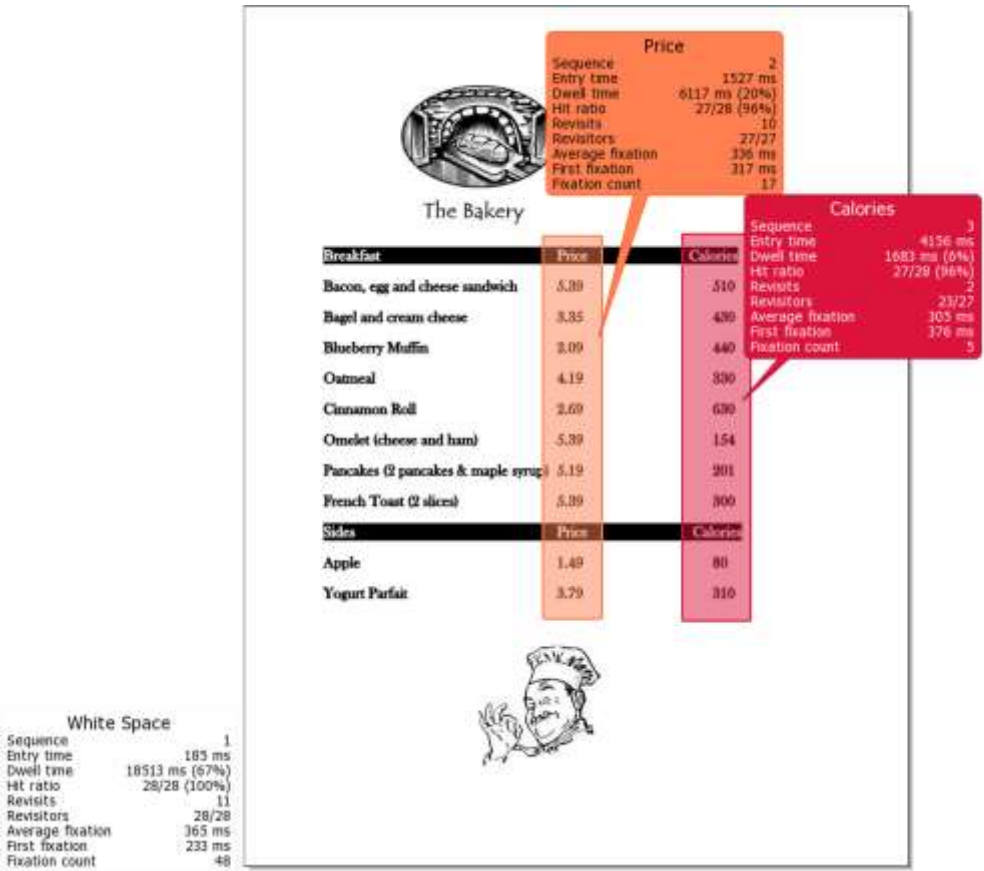 Price
Sequence 2
Entry time 1527 ms
Dwell time 6117 ms (20%)
Hit ratio 27/28 (96%)
Revisits 10
Revisitors 27/27
Average fixation 336 ms
First fixation 317 ms
Fixation count 17
The Bakery
Calories
Sequence 3
Entry time 4156 ms
Dwell time 1683 ms (6%)
Hit ratio 27/28 (96%)
Revisits 2
Revisitors 23/27
Average fixation 305 ms
First fixation 376 ms
Fixation count 5
Breakfast Price Calories
Bacon, egg and cheese sandwich 5.39 510
Bagel and cream cheese 3.35 430
Blueberry Muffin 2.09 440
Oatmeal 4.19 330
Cinnamon Roll 2.69 630
Omelet (cheese and ham) 5.39 154
Pancakes (2 pancakes & maple syrup) 5.19 201
French Toast (2 slices) 5.39 300
Sides Price Calories
Apple 1.49 80
Yogurt Parfait 3.79 310
White Space
Sequence 1
Entry time 185 ms
Dwell time 18513 ms (67%)
Hit ratio 28/28 (100%)
Revisits 11
Revisitors 28/28
Average fixation 365 ms
First fixation 233 ms
Fixation count 48